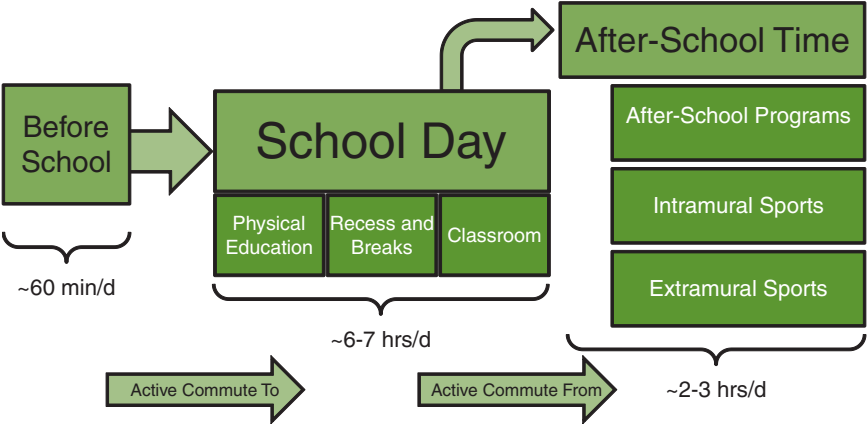 Before
School
~60 min/d
School Day
Physical
Education
Recess and
Breaks
Classroom
~6-7 hrs/d
After-School Time
After-School Programs
Intramural Sports
Extramural Sports
~2-3 hrs/d
Active Commute To
Active Commute From